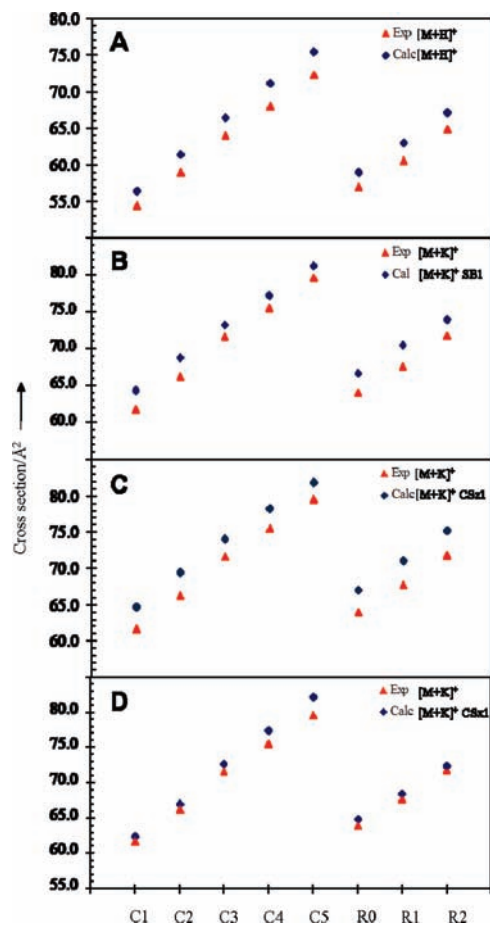 A
Exp [M+H]⁺
Calc[M+H]⁺
80.0
75.0
70.0
65.0
60.0
55.0
B
Exp [M+K]⁺
Cal [M+K]⁺ SB1
80.0
75.0
70.0
65.0
60.0
C
Exp [M+K]⁺
Calc[M+K]⁺ CSz1
80.0
75.0
70.0
65.0
60.0
D
Exp [M+K]⁺
Calc [M+K]⁺ CSz1
80.0
75.0
70.0
65.0
60.0
55.0
Cross section/Å²
C1 C2 C3 C4 C5 R0 R1 R2